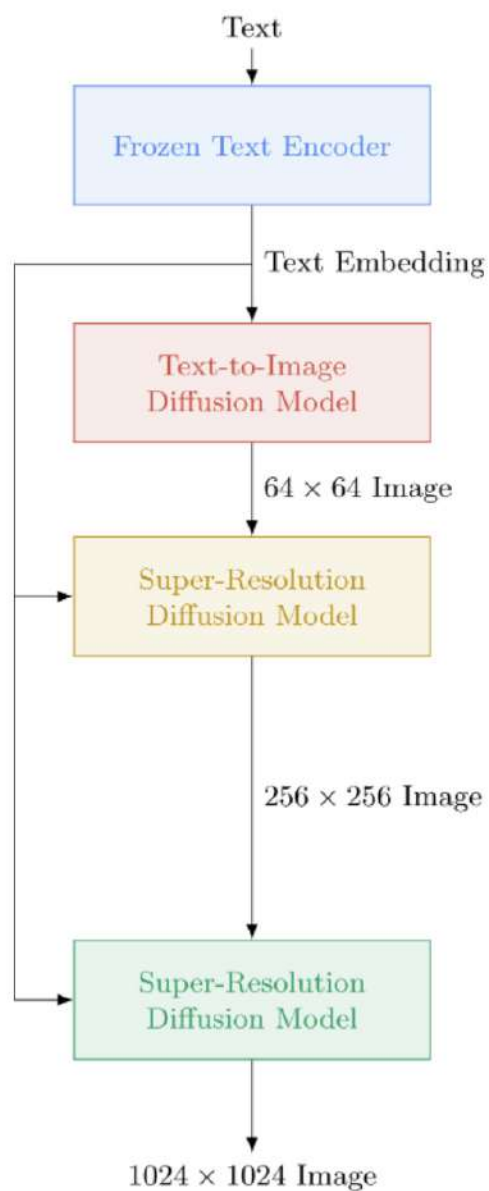 Text
Frozen Text Encoder
Text Embedding
Text-to-Image
Diffusion Model
64 × 64 Image
Super-Resolution
Diffusion Model
256 × 256 Image
Super-Resolution
Diffusion Model
1024 × 1024 Image